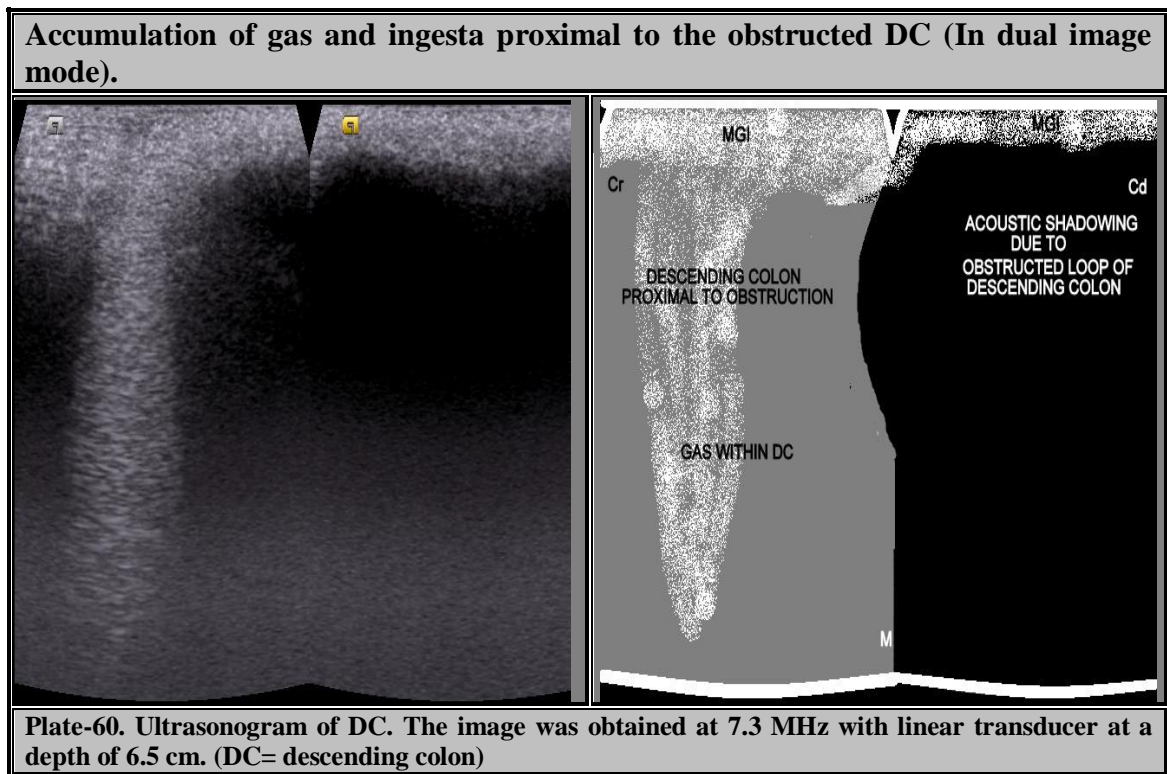 Accumulation of gas and ingesta proximal to the obstructed DC (In dual image
mode).
MGI
MGI
Cr
Cd
ACOUSTIC SHADOWING
DUE TO
OBSTRUCTED LOOP OF
DESCENDING COLON
DESCENDING COLON
PROXIMAL TO OBSTRUCTION
GAS WITHIN DC
M
Plate-60. Ultrasonogram of DC. The image was obtained at 7.3 MHz with linear transducer at a
depth of 6.5 cm. (DC= descending colon)